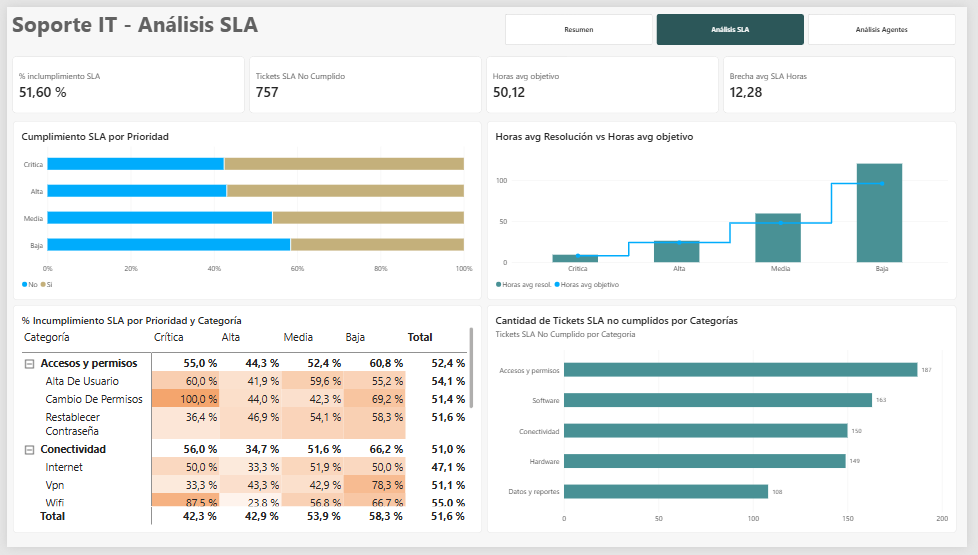 Soporte IT - Análisis SLA
Resumen
Análisis SLA
Análisis Agentes
% inclumplimiento SLA
51,60 %
Tickets SLA No Cumplido
757
Horas avg objetivo
50,12
Brecha avg SLA Horas
12,28
Cumplimiento SLA por Prioridad
Crítica
Alta
Media
Baja
0% 20% 40% 60% 80% 100%
No Si
Horas avg Resolución vs Horas avg objetivo
100
50
0
Crítica Alta Media Baja
Horas avg resol. Horas avg objetivo
% Incumplimiento SLA por Prioridad y Categoría
Categoría Crítica Alta Media Baja Total
Accesos y permisos 55,0 % 44,3 % 52,4 % 60,8 % 52,4 %
Alta De Usuario 60,0 % 41,9 % 59,6 % 55,2 % 54,1 %
Cambio De Permisos 100,0 % 44,0 % 42,3 % 69,2 % 51,4 %
Restablecer 36,4 % 46,9 % 54,1 % 58,3 % 51,6 %
Contraseña
Conectividad 56,0 % 34,7 % 51,6 % 66,2 % 51,0 %
Internet 50,0 % 33,3 % 51,9 % 50,0 % 47,1 %
Vpn 33,3 % 43,3 % 42,9 % 78,3 % 51,1 %
Wifi 87,5 % 23,8 % 56,8 % 66,7 % 55,0 %
Total 42,3 % 42,9 % 53,9 % 58,3 % 51,6 %
Cantidad de Tickets SLA no cumplidos por Categorías
Tickets SLA No Cumplido por Categoría
Accesos y permisos 187
Software 163
Conectividad 150
Hardware 149
Datos y reportes 108
0 50 100 150 200